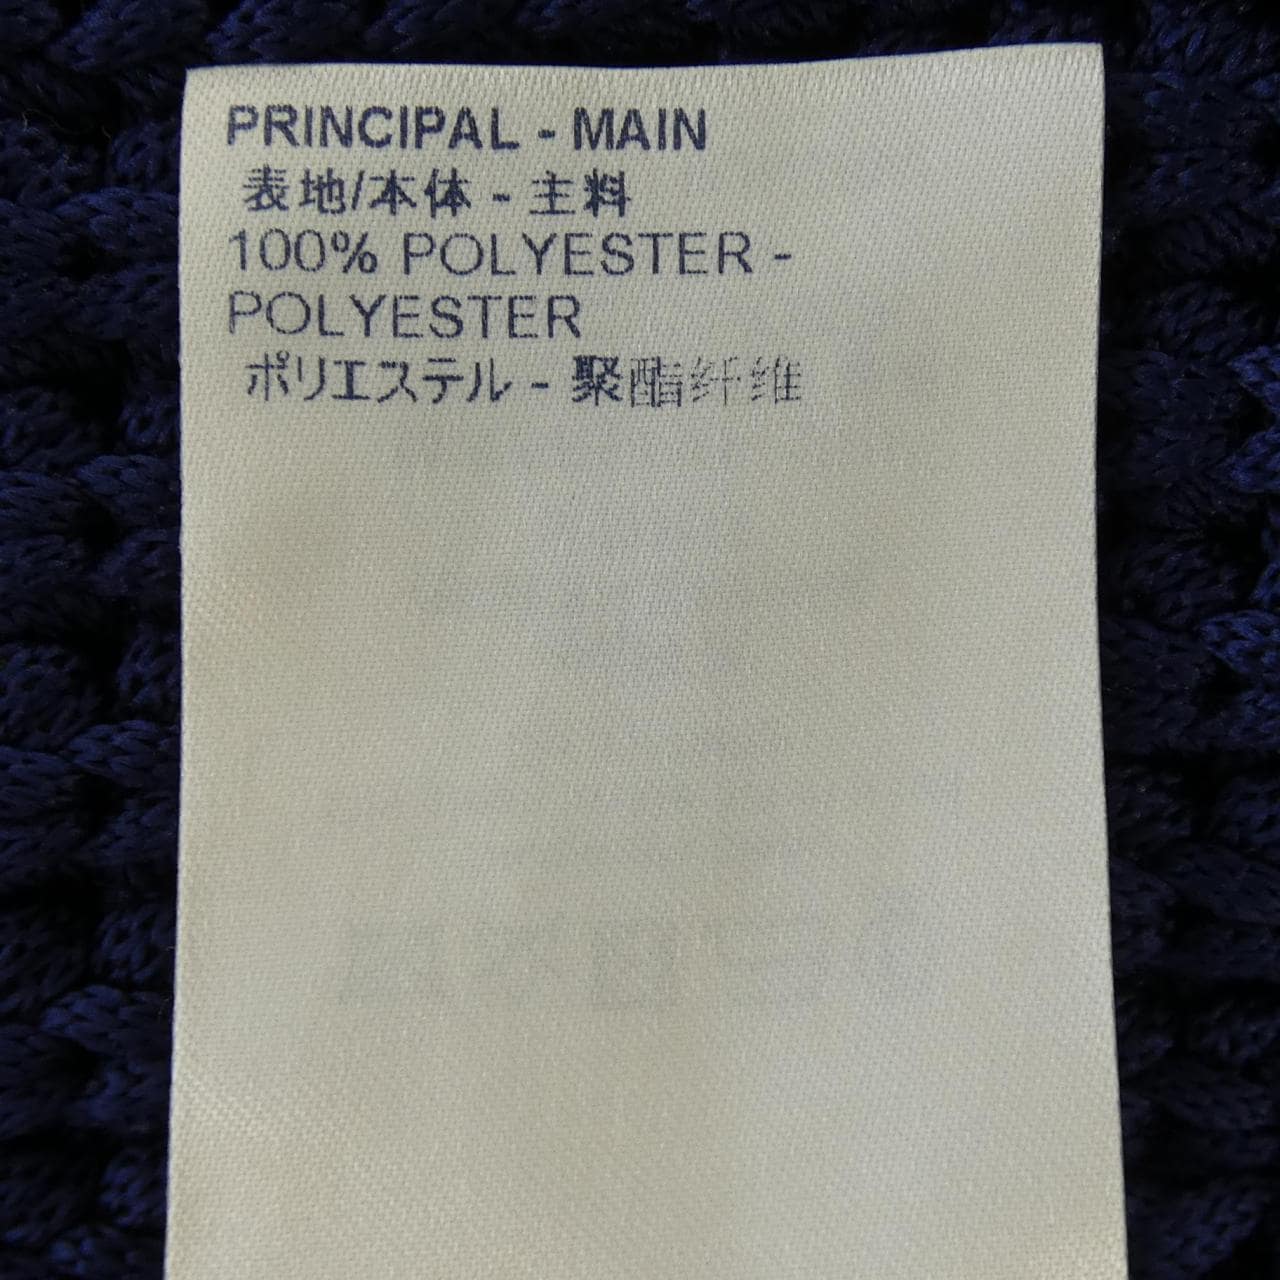 PRINCIPAL - MAIN
表地/本体 - 主料
100% POLYESTER -
POLYESTER
ポリエステル - 聚酯纤维